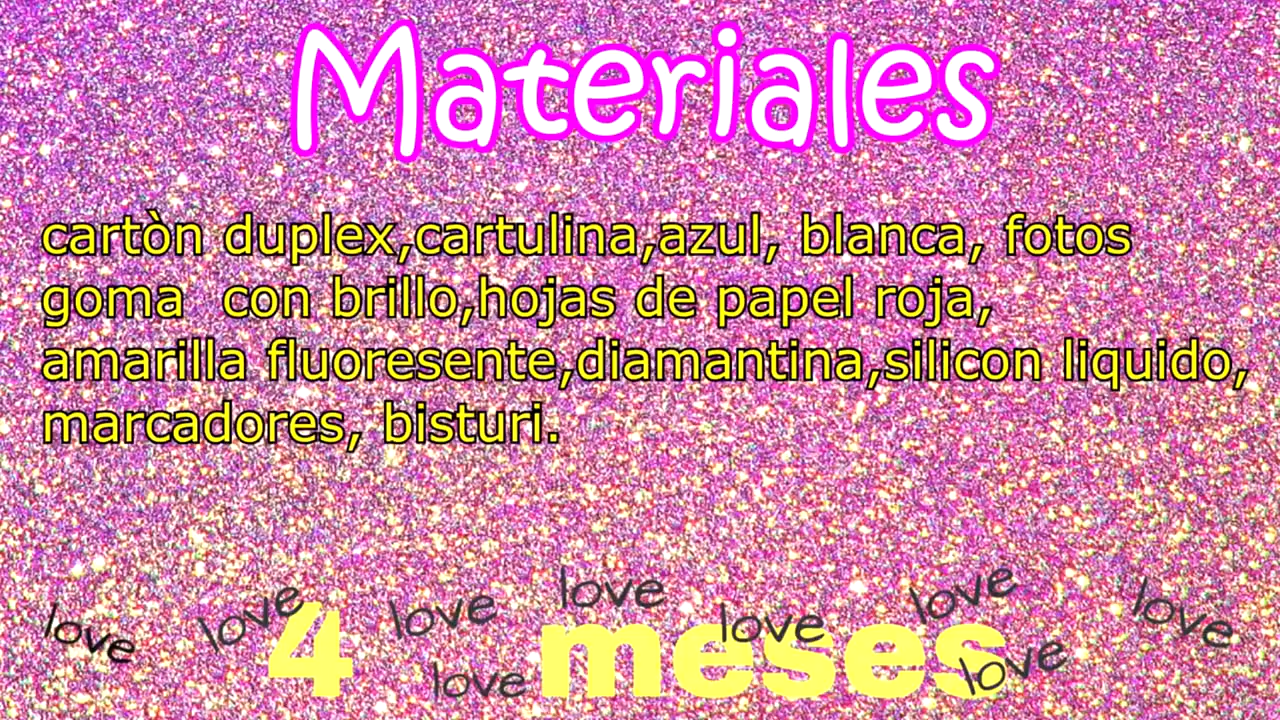 Materiales
cartòn duplex,cartulina,azul, blanca, fotos
goma  con brillo,hojas de papel roja,
amarilla fluoresente,diamantina,silicon liquido,
marcadores, bisturi.
love love love love love love love
4 meses
love love